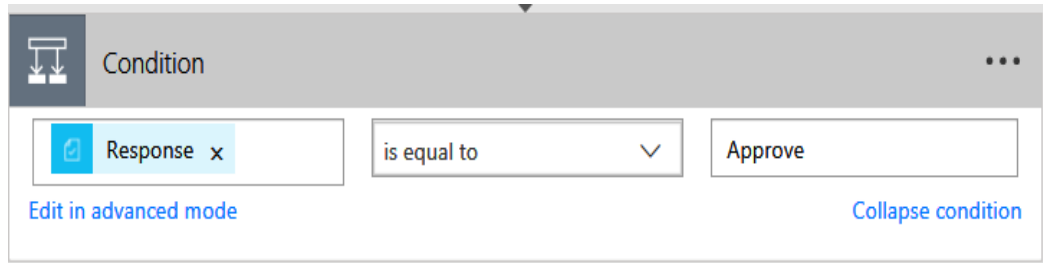 Condition
Response x is equal to Approve
Edit in advanced mode Collapse condition